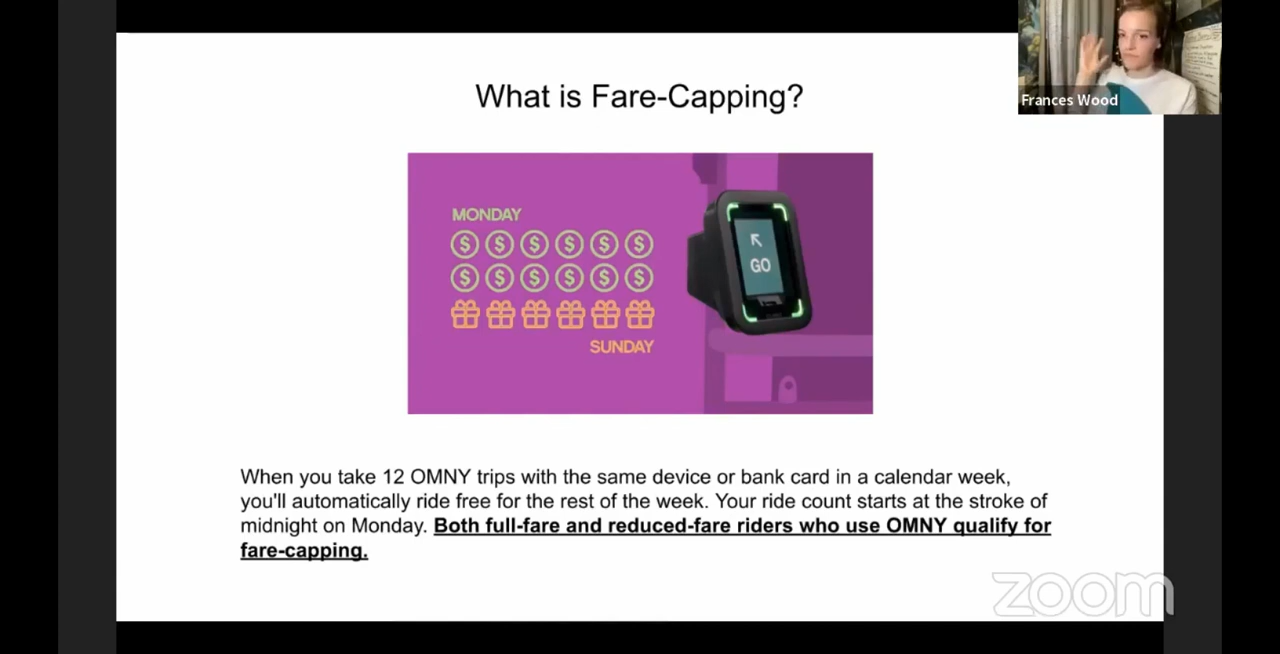 What is Fare-Capping?
Frances Wood
MONDAY
$ $ $ $ $ $
$ $ $ $ $ $
SUNDAY
GO
When you take 12 OMNY trips with the same device or bank card in a calendar week,
you'll automatically ride free for the rest of the week. Your ride count starts at the stroke of
midnight on Monday. Both full-fare and reduced-fare riders who use OMNY qualify for
fare-capping.
zoom